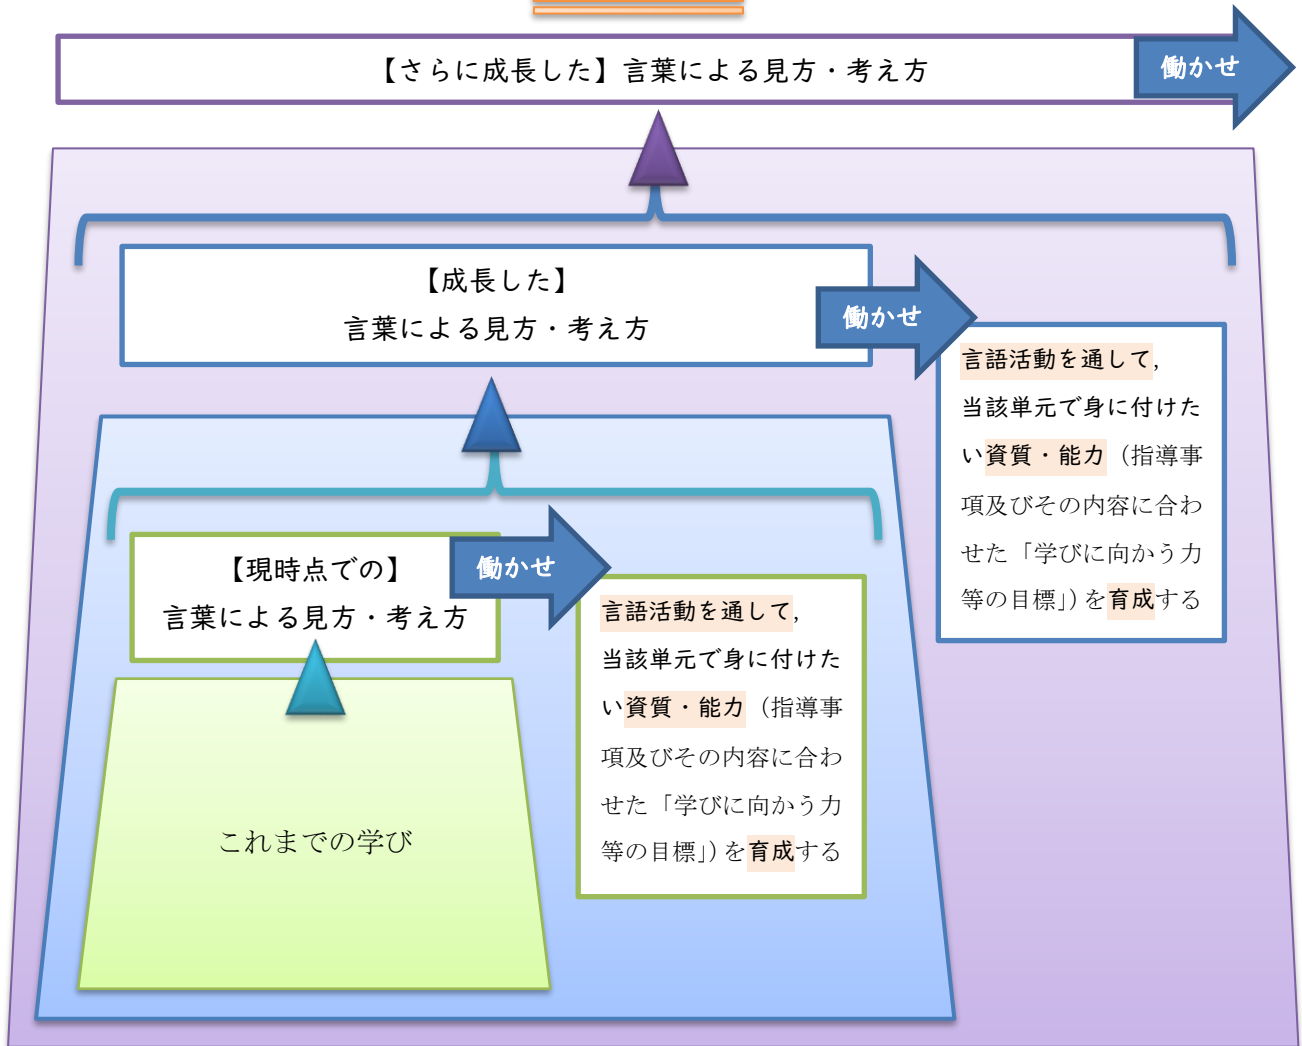 【さらに成長した】言葉による見方・考え方
働かせ
【成長した】
言葉による見方・考え方
働かせ
言語活動を通して,
当該単元で身に付けた
い資質・能力（指導事
項及びその内容に合わ
せた「学びに向かう力
等の目標」）を育成する
【現時点での】
言葉による見方・考え方
働かせ
言語活動を通して,
当該単元で身に付けた
い資質・能力（指導事
項及びその内容に合わ
せた「学びに向かう力
等の目標」）を育成する
これまでの学び